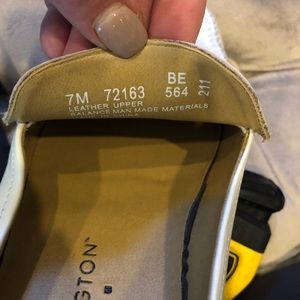 BE
7M 72163 564 211
LEATHER UPPER
BALANCE MAN MADE MATERIALS
GTON